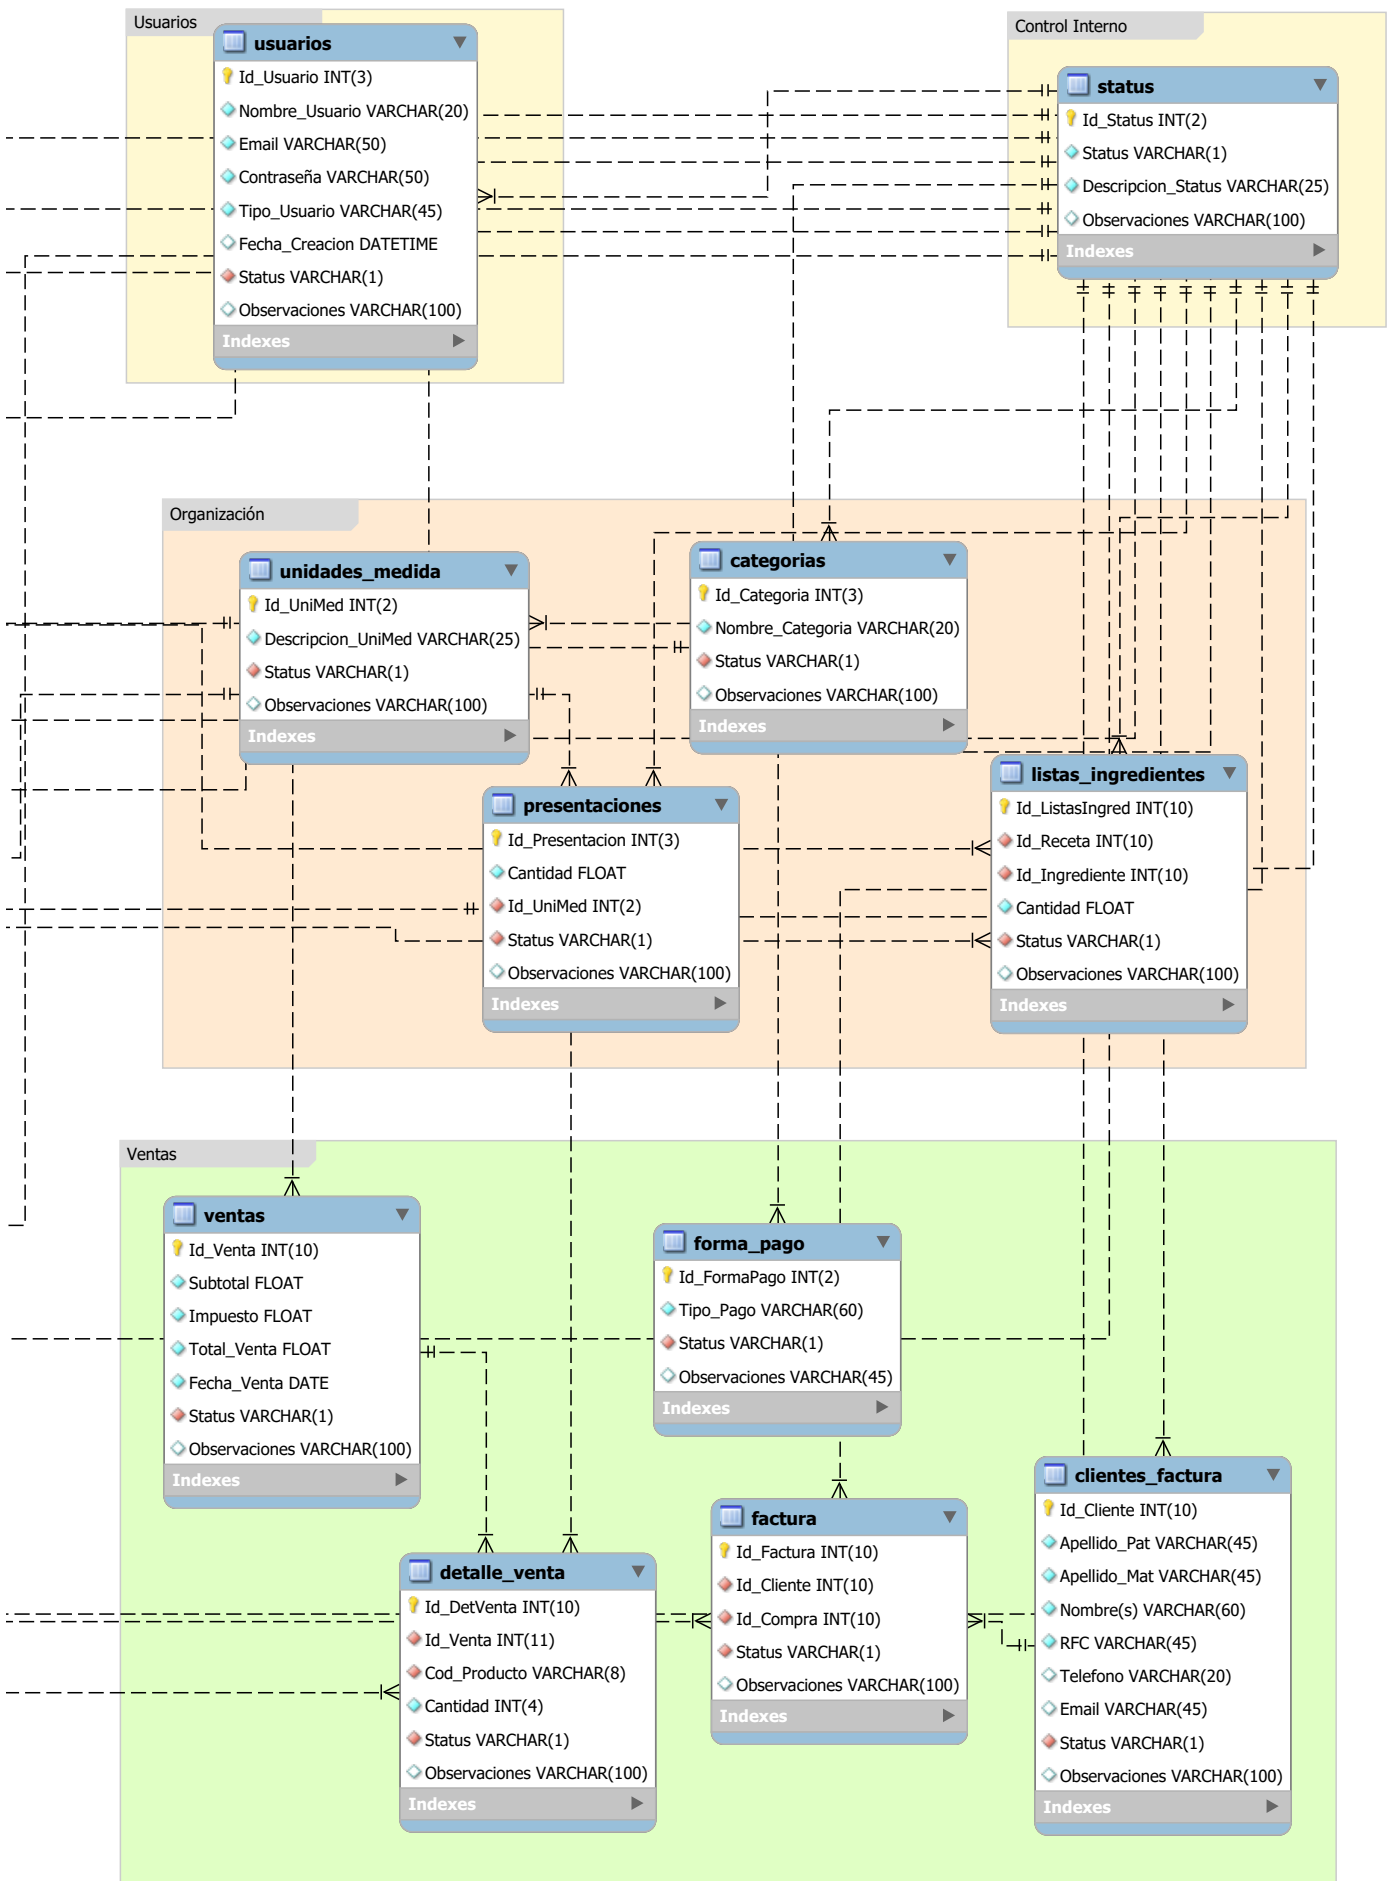 Usuarios
usuarios
Id_Usuario INT(3)
Nombre_Usuario VARCHAR(20)
Email VARCHAR(50)
Contraseña VARCHAR(50)
Tipo_Usuario VARCHAR(45)
Fecha_Creacion DATETIME
Status VARCHAR(1)
Observaciones VARCHAR(100)
Indexes
Control Interno
status
Id_Status INT(2)
Status VARCHAR(1)
Descripcion_Status VARCHAR(25)
Observaciones VARCHAR(100)
Indexes
Organización
unidades_medida
Id_UniMed INT(2)
Descripcion_UniMed VARCHAR(25)
Status VARCHAR(1)
Observaciones VARCHAR(100)
Indexes
categorias
Id_Categoria INT(3)
Nombre_Categoria VARCHAR(20)
Status VARCHAR(1)
Observaciones VARCHAR(100)
Indexes
presentaciones
Id_Presentacion INT(3)
Cantidad FLOAT
Id_UniMed INT(2)
Status VARCHAR(1)
Observaciones VARCHAR(100)
Indexes
listas_ingredientes
Id_ListasIngred INT(10)
Id_Receta INT(10)
Id_Ingrediente INT(10)
Cantidad FLOAT
Status VARCHAR(1)
Observaciones VARCHAR(100)
Indexes
Ventas
ventas
Id_Venta INT(10)
Subtotal FLOAT
Impuesto FLOAT
Total_Venta FLOAT
Fecha_Venta DATE
Status VARCHAR(1)
Observaciones VARCHAR(100)
Indexes
forma_pago
Id_FormaPago INT(2)
Tipo_Pago VARCHAR(60)
Status VARCHAR(1)
Observaciones VARCHAR(45)
Indexes
detalle_venta
Id_DetVenta INT(10)
Id_Venta INT(11)
Cod_Producto VARCHAR(8)
Cantidad INT(4)
Status VARCHAR(1)
Observaciones VARCHAR(100)
Indexes
factura
Id_Factura INT(10)
Id_Cliente INT(10)
Id_Compra INT(10)
Status VARCHAR(1)
Observaciones VARCHAR(100)
Indexes
clientes_factura
Id_Cliente INT(10)
Apellido_Pat VARCHAR(45)
Apellido_Mat VARCHAR(45)
Nombre(s) VARCHAR(60)
RFC VARCHAR(45)
Telefono VARCHAR(20)
Email VARCHAR(45)
Status VARCHAR(1)
Observaciones VARCHAR(100)
Indexes